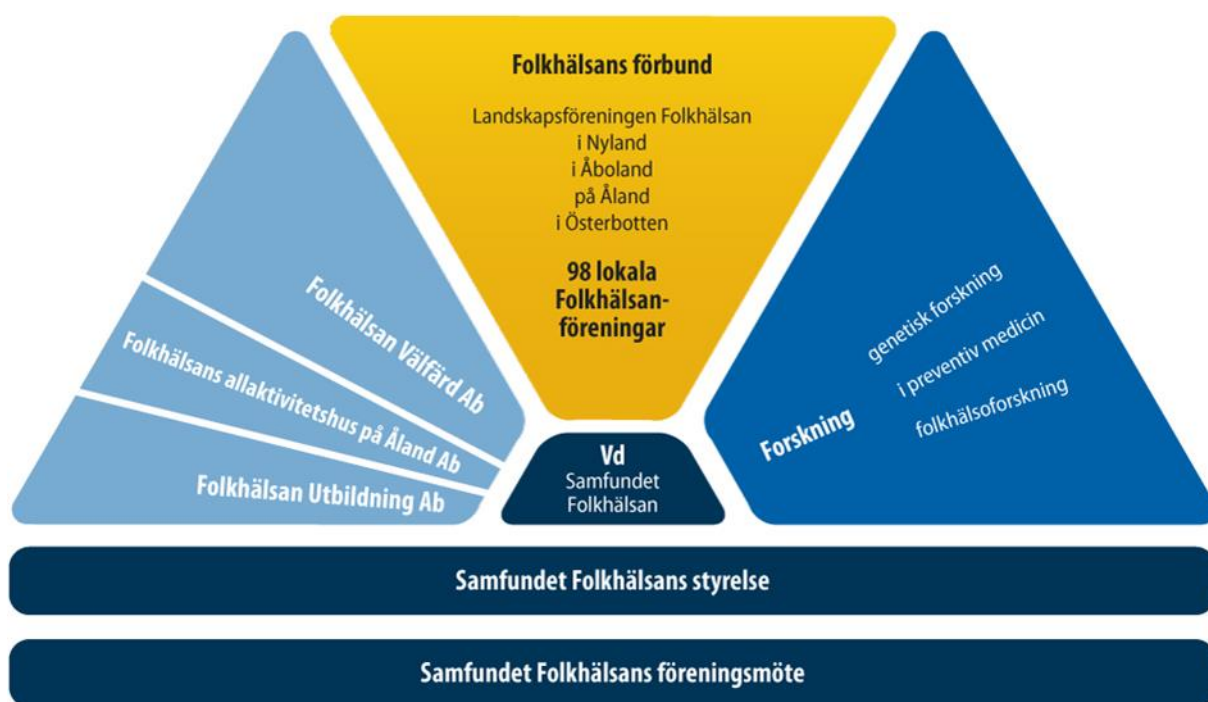 Folkhälsans förbund
Landskapsföreningen Folkhälsan
i Nyland
i Åboland
på Åland
i Österbotten
98 lokala
Folkhälsan-
föreningar
Folkhälsan Välfärd Ab
Folkhälsans allaktivitetshus på Åland Ab
Folkhälsan Utbildning Ab
Vd
Samfundet
Folkhälsan
Forskning
genetisk forskning
i preventiv medicin
folkhälsoforskning
Samfundet Folkhälsans styrelse
Samfundet Folkhälsans föreningsmöte